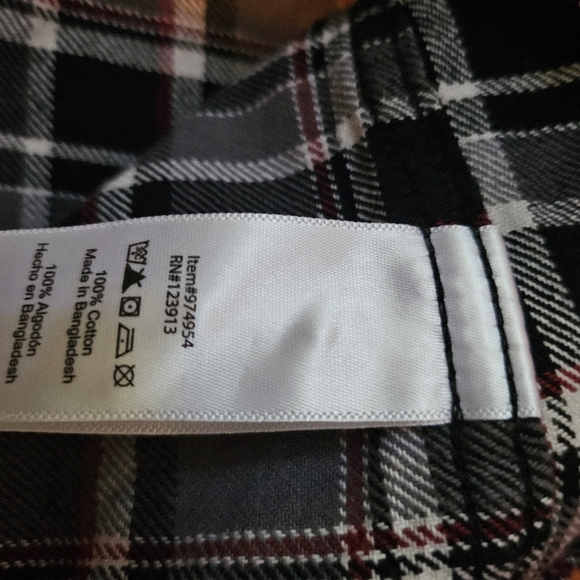 Item#974954
RN#123913
100% Cotton
Made in Bangladesh
100% Algodón
Hecho en Bangladesh